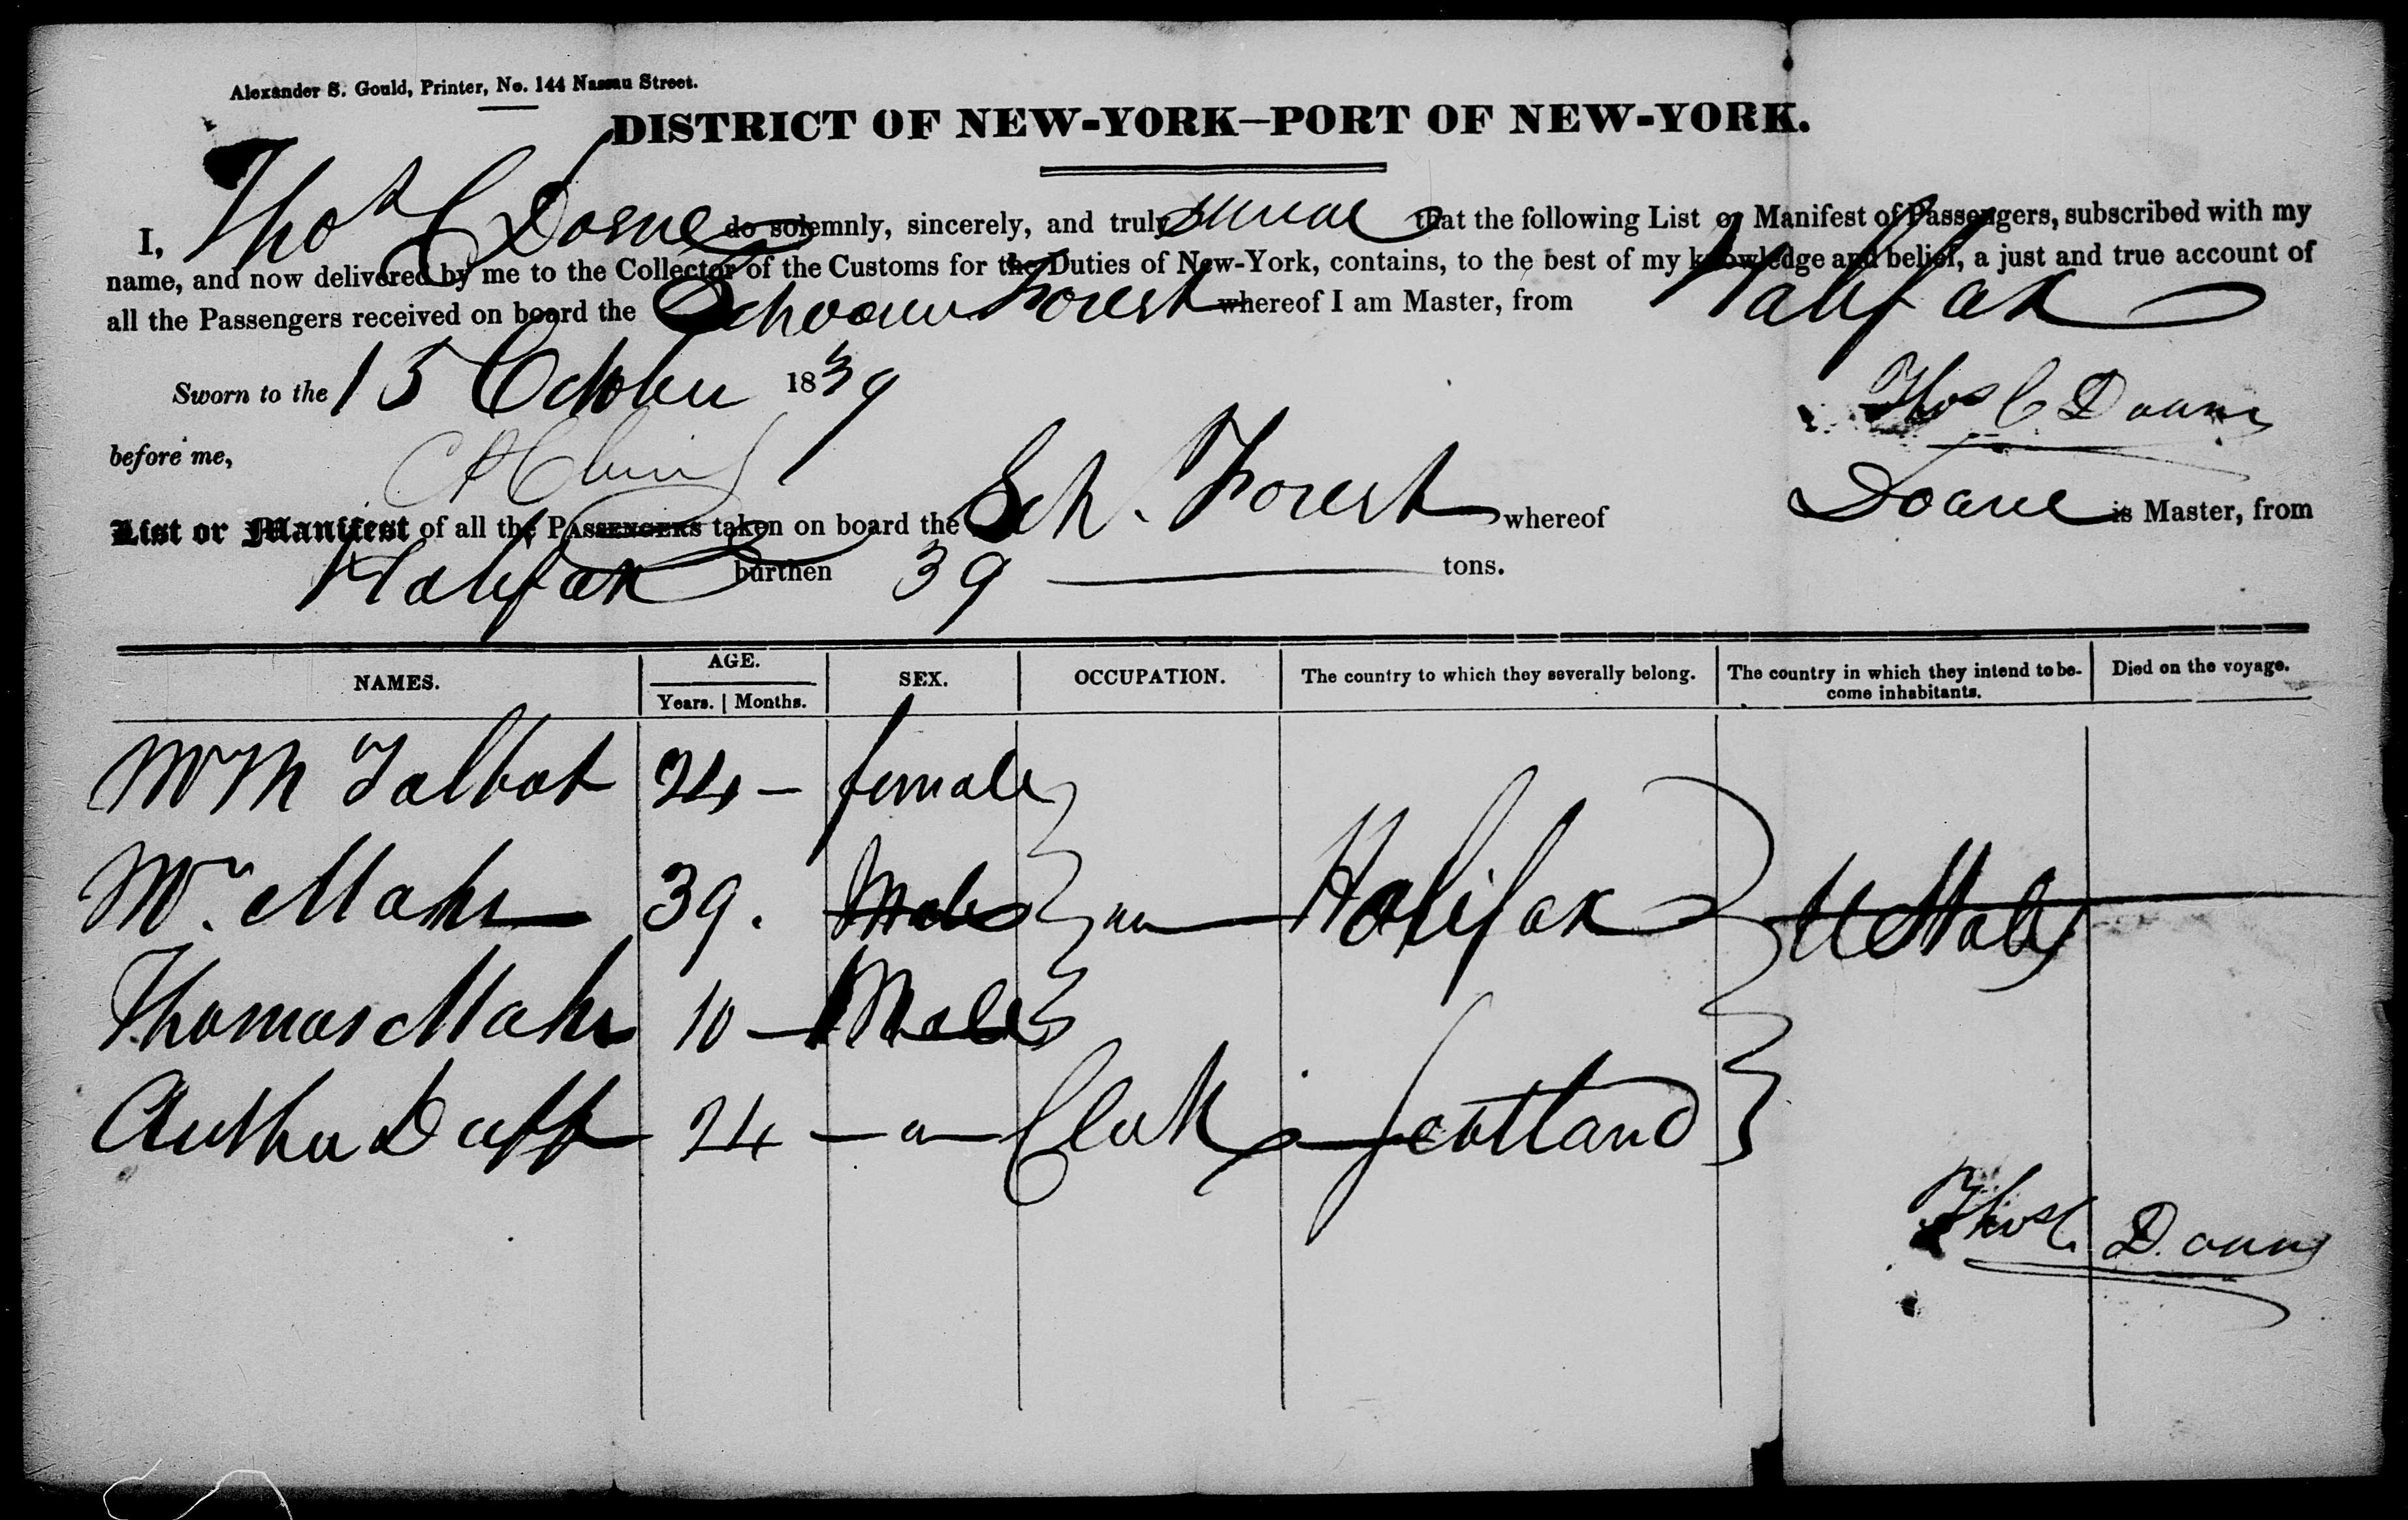 Alexander S. Gould, Printer, No. 144 Nassau Street.
DISTRICT OF NEW-YORK—PORT OF NEW-YORK.
I, Thos C Doane do solemnly, sincerely, and truly swear that the following List or Manifest of Passengers, subscribed with my
name, and now delivered by me to the Collector of the Customs for the Duties of New-York, contains, to the best of my knowledge and belief, a just and true account of
all the Passengers received on board the Schooner Forest whereof I am Master, from Halifax
Sworn to the 15 October 1839
Thos C Doane
before me,
List or Manifest of all the PASSENGERS taken on board the Sch. Forest whereof Doane is Master, from
Halifax burthen 39 tons.
NAMES. AGE. SEX. OCCUPATION. The country to which they severally belong. The country in which they intend to be- Died on the voyage.
Years. Months. come inhabitants.
Talbot 24 — female
Mr. 39. Male Halifax U States
Thomas 10 — Male
Duff 24 — Clerk Scotland
Thos C. Doane